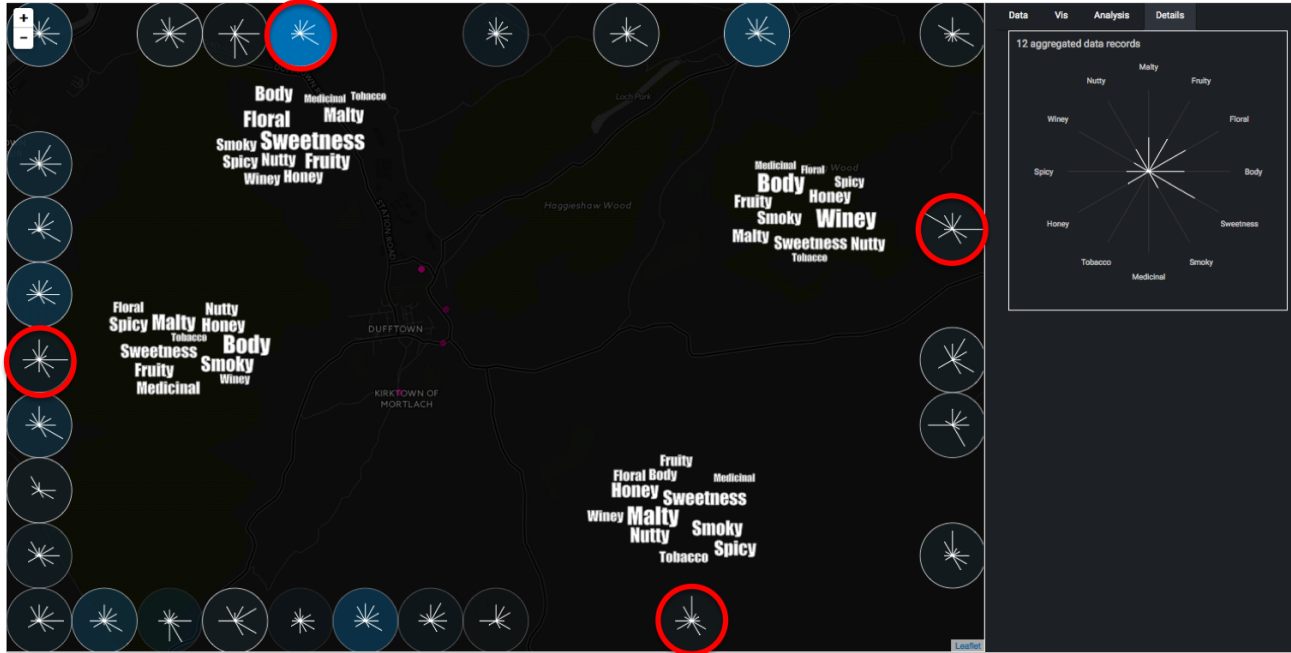 +
−
Data Vis Analysis Details
12 aggregated data records
Malty
Nutty Fruity
Winey Floral
Spicy Body
Honey Sweetness
Tobacco Smoky
Medicinal
Loch Park
Body Medicinal Tobacco
Floral Malty
Smoky Sweetness
Spicy Nutty Fruity
Winey Honey
STATION ROAD
Haggieshaw Wood
Wood
Medicinal Floral
Body Spicy
Fruity Honey
Smoky Winey
Malty Sweetness Nutty
Tobacco
Floral Nutty
Spicy Malty Honey
Tobacco
Sweetness Body
Fruity Smoky
Medicinal Winey
DUFFTOWN
KIRKTOWN OF
MORTLACH
Fruity
Floral Body Medicinal
Honey Sweetness
Winey Malty Smoky
Nutty
Tobacco Spicy
Leaflet